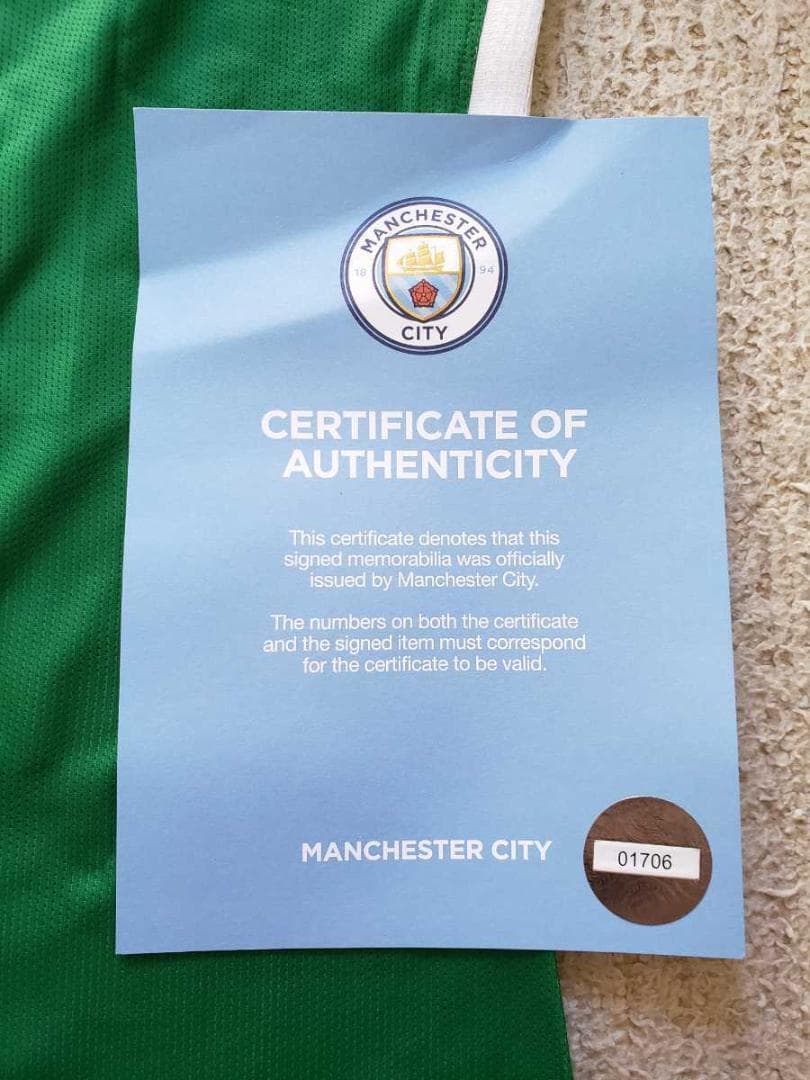 MANCHESTER
18 94
CITY
CERTIFICATE OF
AUTHENTICITY
This certificate denotes that this
signed memorabilia was officially
issued by Manchester City.
The numbers on both the certificate
and the signed item must correspond
for the certificate to be valid.
MANCHESTER CITY
01706